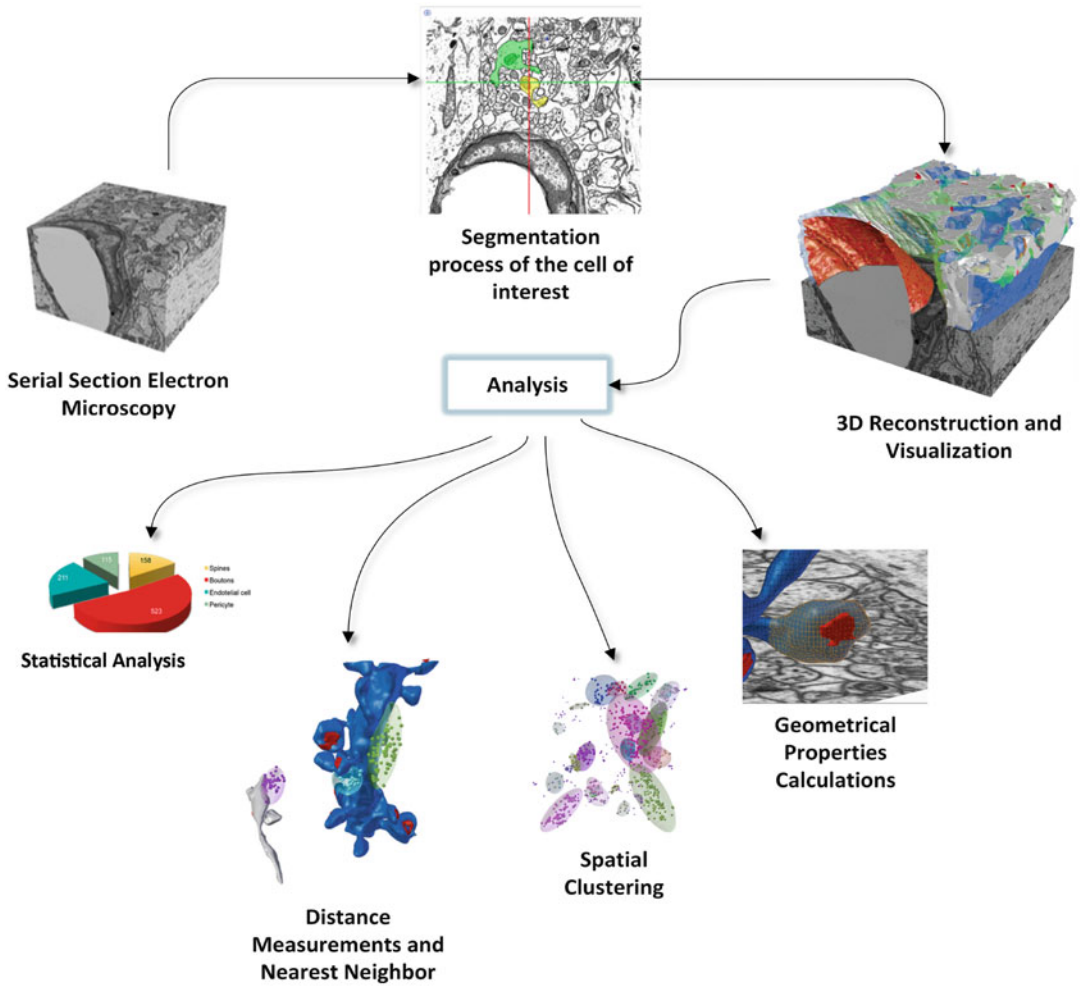 Segmentation
process of the cell of
interest
Serial Section Electron
Microscopy
Analysis
3D Reconstruction and
Visualization
115
158
211
523
Spines
Boutons
Endotelial cell
Pericyte
Statistical Analysis
Geometrical
Properties
Calculations
Spatial
Clustering
Distance
Measurements and
Nearest Neighbor